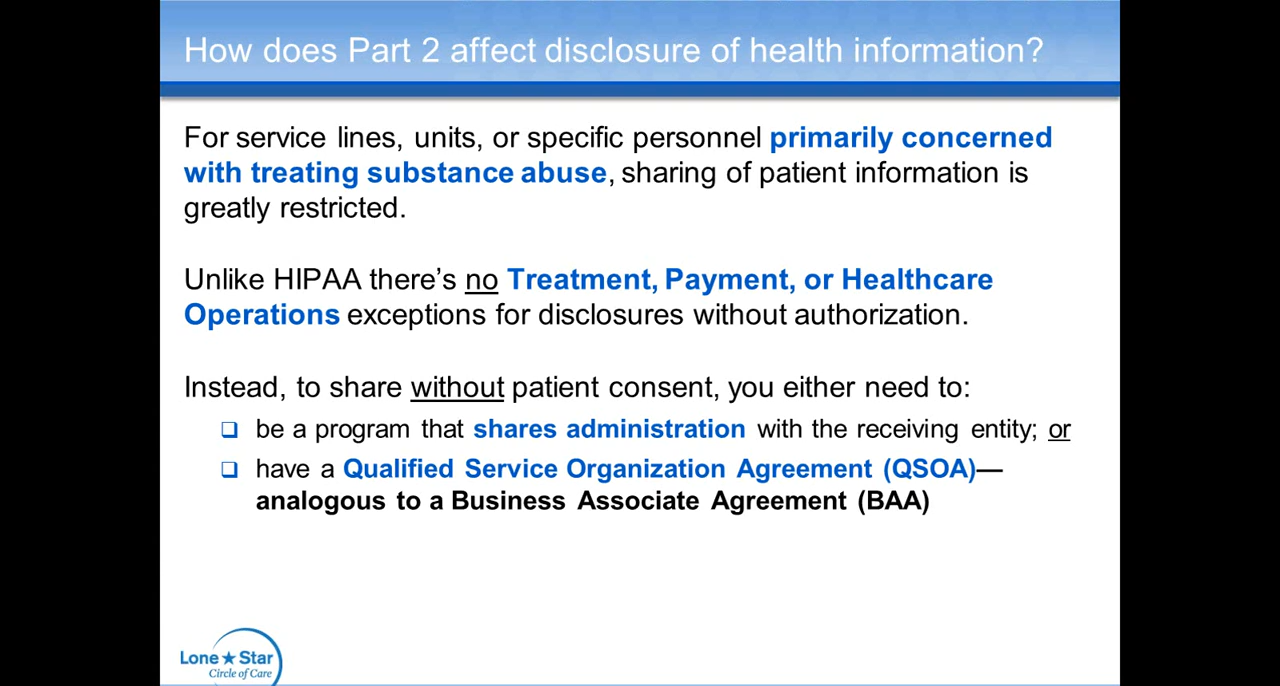 How does Part 2 affect disclosure of health information?
For service lines, units, or specific personnel primarily concerned
with treating substance abuse, sharing of patient information is
greatly restricted.
Unlike HIPAA there’s no Treatment, Payment, or Healthcare
Operations exceptions for disclosures without authorization.
Instead, to share without patient consent, you either need to:
❑ be a program that shares administration with the receiving entity; or
❑ have a Qualified Service Organization Agreement (QSOA)—
analogous to a Business Associate Agreement (BAA)
Lone★Star
Circle of Care